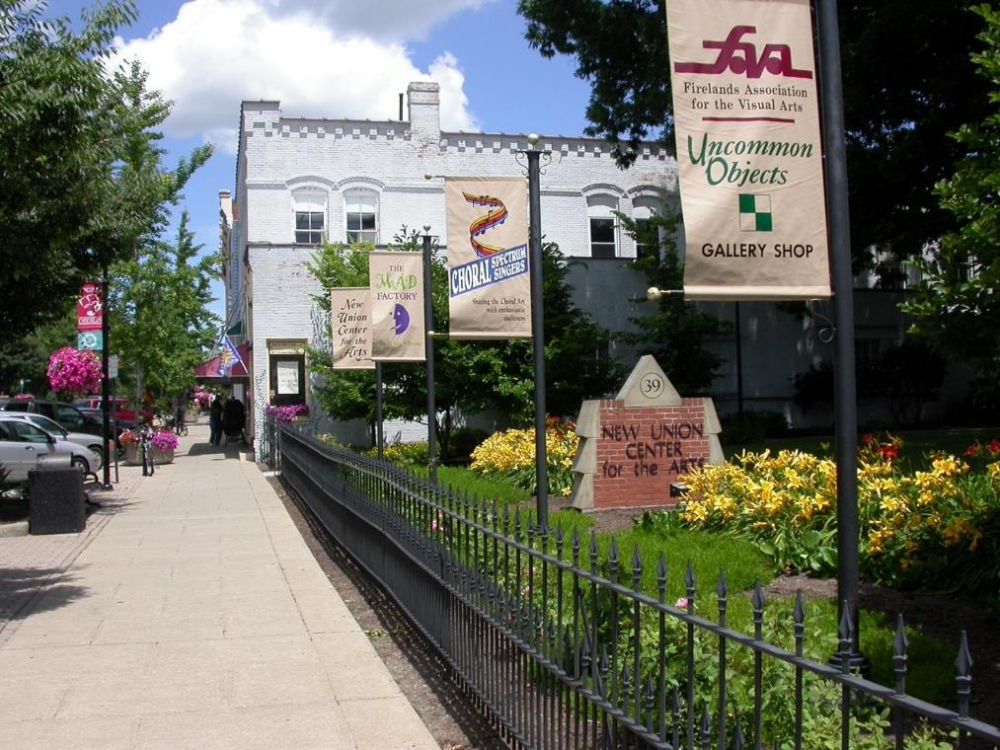 fava
Firelands Association
for the Visual Arts
Uncommon
Objects
GALLERY SHOP
CHORAL SPECTRUM
SINGERS
Sharing the Choral Art
with enthusiastic
audiences
THE
MAD
FACTORY
New
Union
Center
for the
Arts
39
NEW UNION
CENTER
for the ARTS